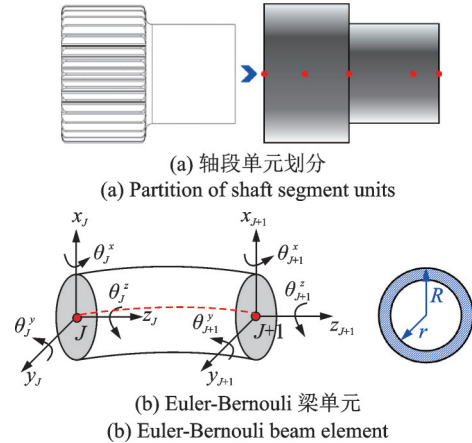 (a) 轴段单元划分
(a) Partition of shaft segment units
x_J x_{J+1}
θ_J^x θ_{J+1}^x
θ_J^z θ_{J+1}^z
θ_J^y J z_J θ_{J+1}^y J+1 z_{J+1}
y_J y_{J+1}
R
r
(b) Euler-Bernouli 梁单元
(b) Euler-Bernouli beam element